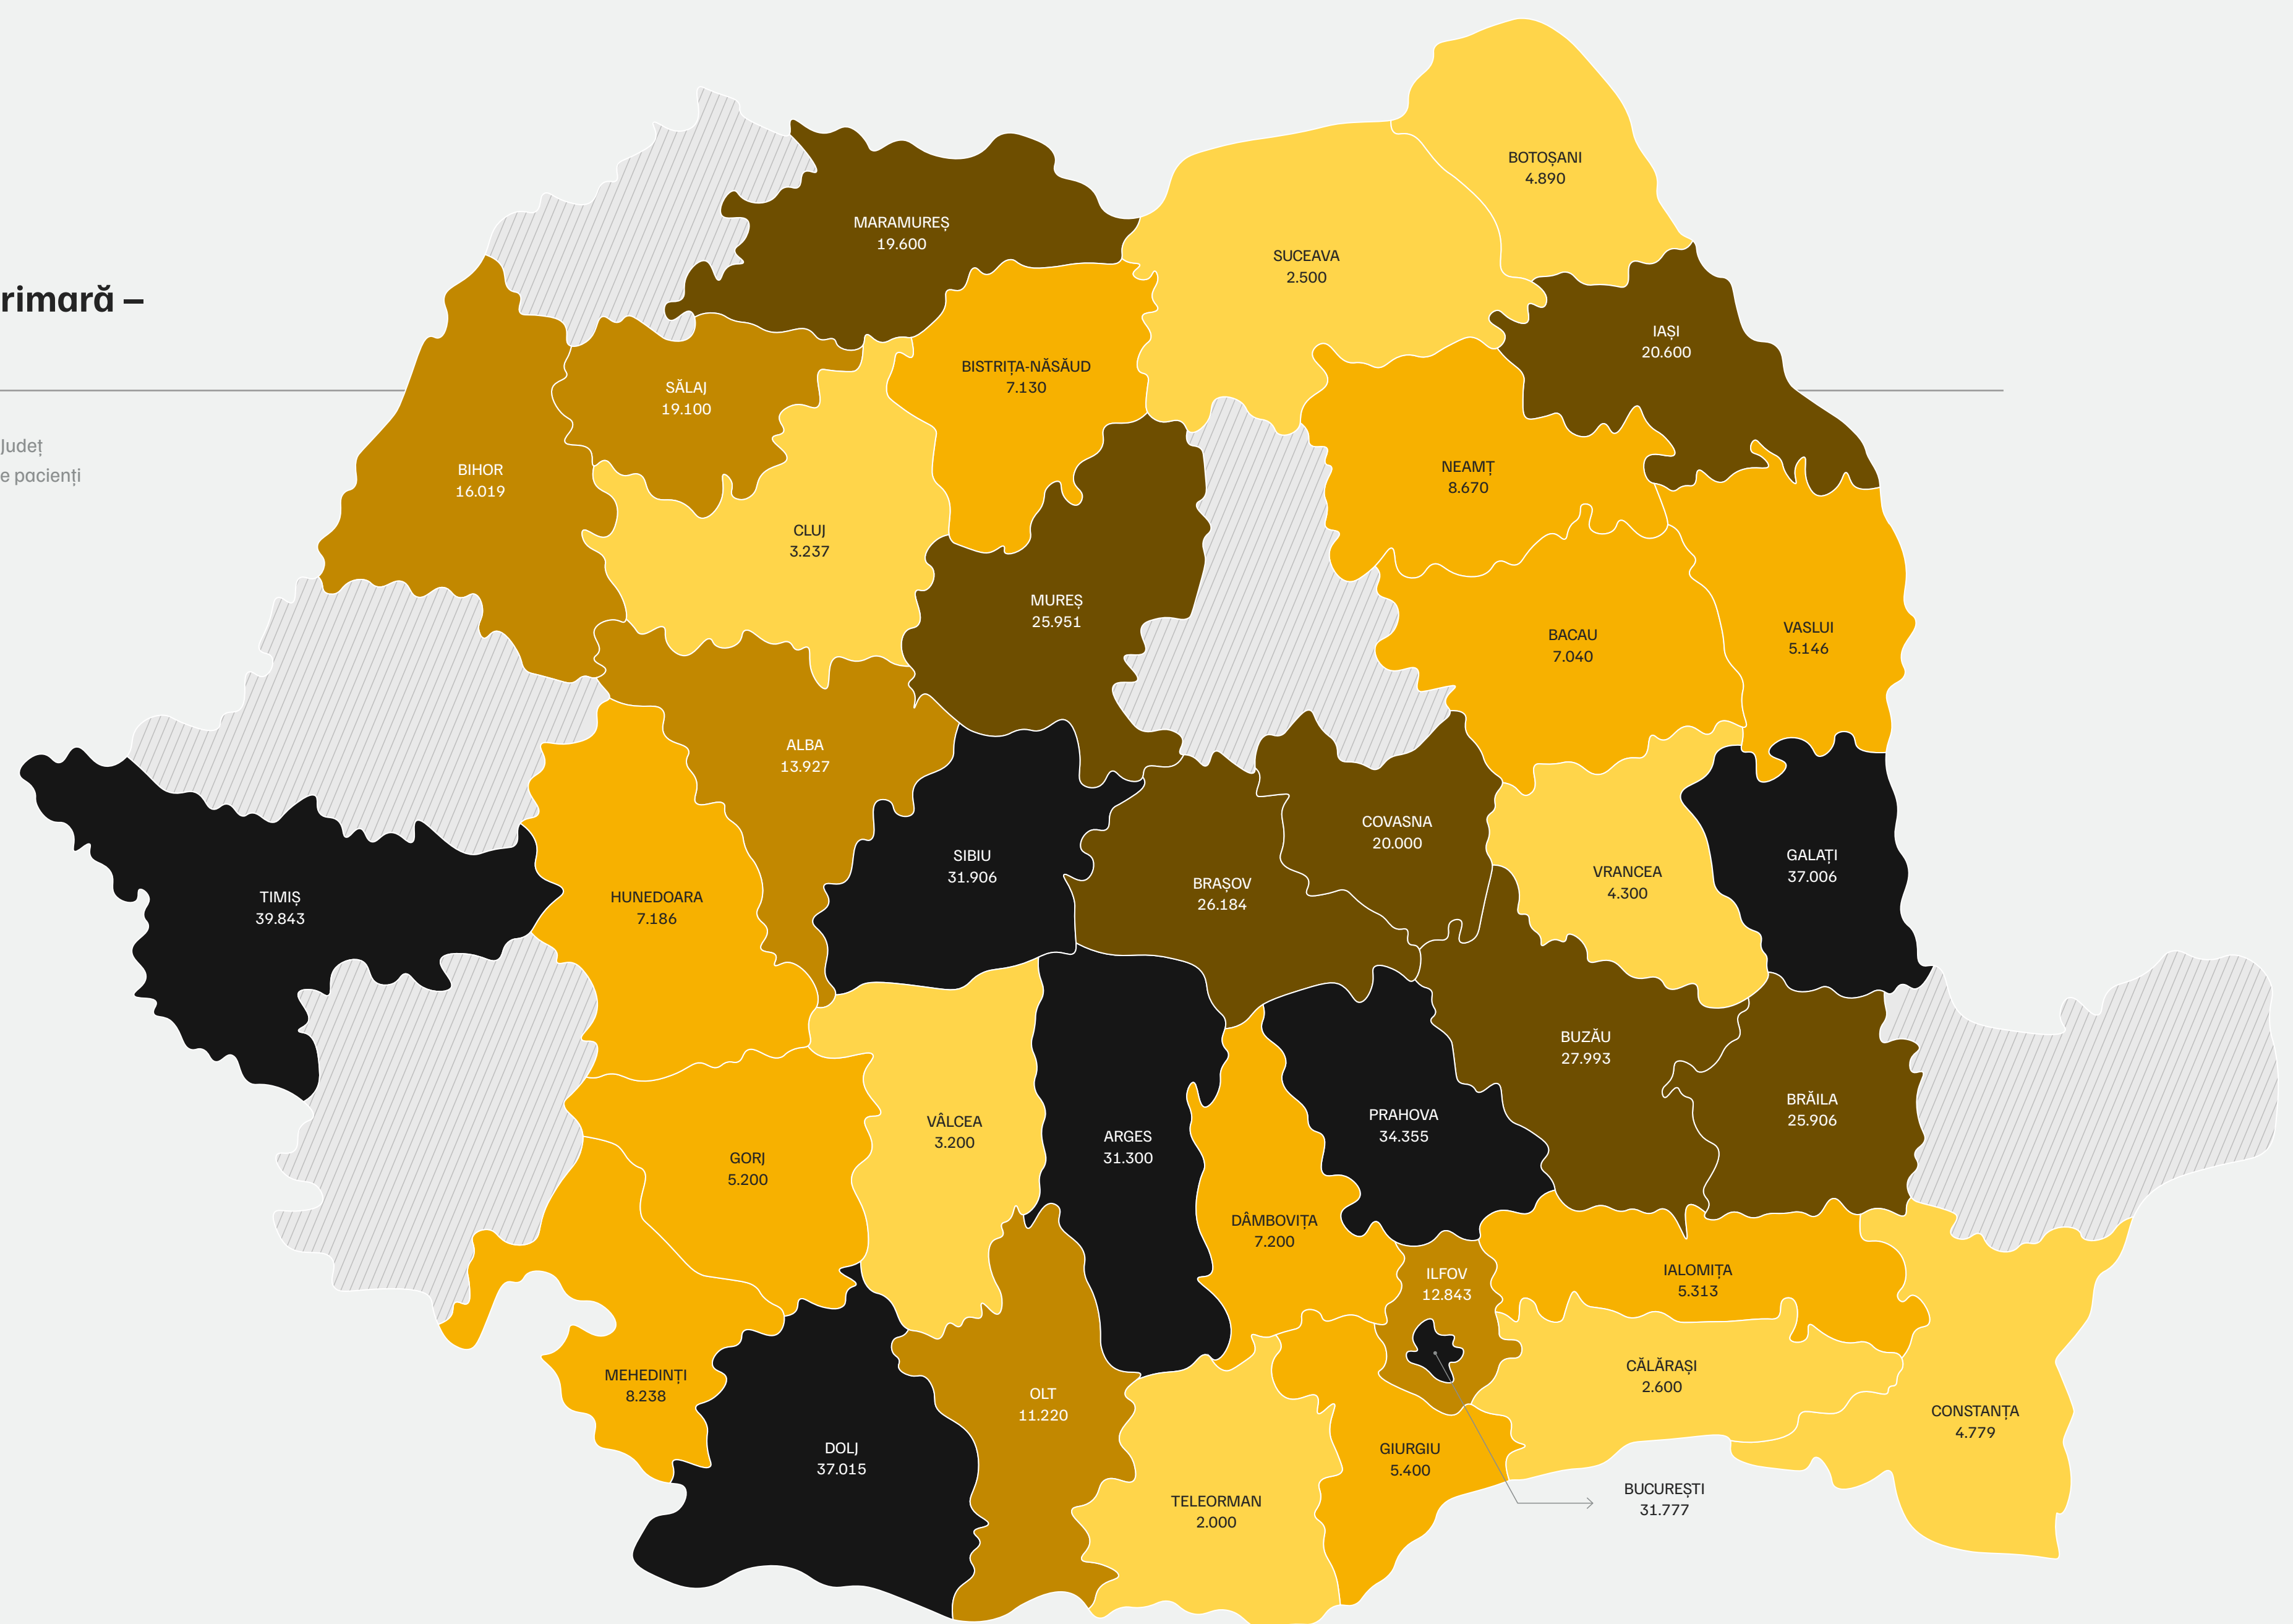 BOTOȘANI
4.890
MARAMUREȘ
19.600
SUCEAVA
2.500
rimară –
IAȘI
20.600
BISTRIȚA-NĂSĂUD
7.130
SĂLAJ
19.100
Județ
e pacienți
BIHOR
16.019
NEAMȚ
8.670
CLUJ
3.237
MUREȘ
25.951
BACAU
7.040
VASLUI
5.146
ALBA
13.927
COVASNA
20.000
SIBIU
31.906
GALAȚI
37.006
BRAȘOV
26.184
VRANCEA
4.300
TIMIȘ
39.843
HUNEDOARA
7.186
BUZĂU
27.993
BRĂILA
25.906
PRAHOVA
34.355
VÂLCEA
3.200
ARGES
31.300
GORJ
5.200
DÂMBOVIȚA
7.200
ILFOV
12.843
IALOMIȚA
5.313
CĂLĂRAȘI
2.600
MEHEDINȚI
8.238
OLT
11.220
CONSTANȚA
4.779
DOLJ
37.015
GIURGIU
5.400
BUCUREȘTI
31.777
TELEORMAN
2.000